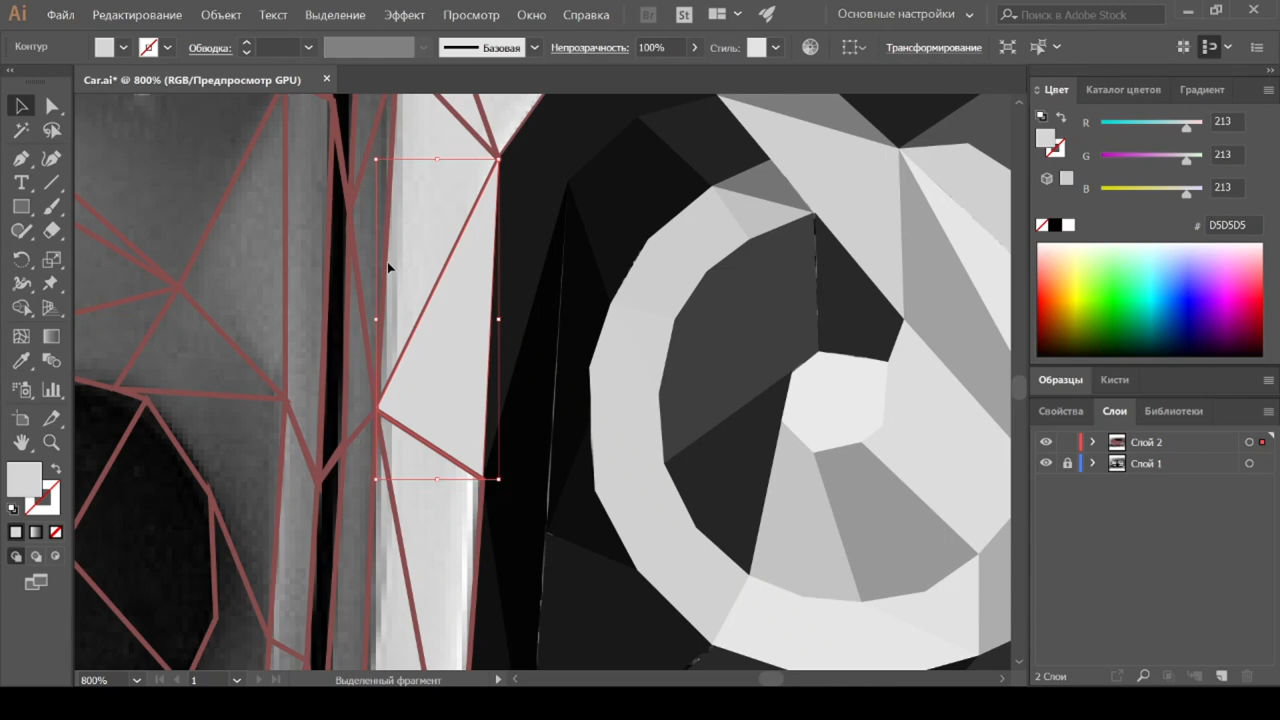 Ai Файл Редактирование Объект Текст Выделение Эффект Просмотр Окно Справка Br St Основные настройки Поиск в Adobe Stock
Контур Обводка: Базовая Непрозрачность: 100% Стиль: Трансформирование
Car.ai* @ 800% (RGB/Предпросмотр GPU)
Цвет Каталог цветов Градиент
R 213
G 213
B 213
# D5D5D5
Образцы Кисти
Свойства Слои Библиотеки
Слой 2
Слой 1
2 Слои
800% 1 Выделенный фрагмент